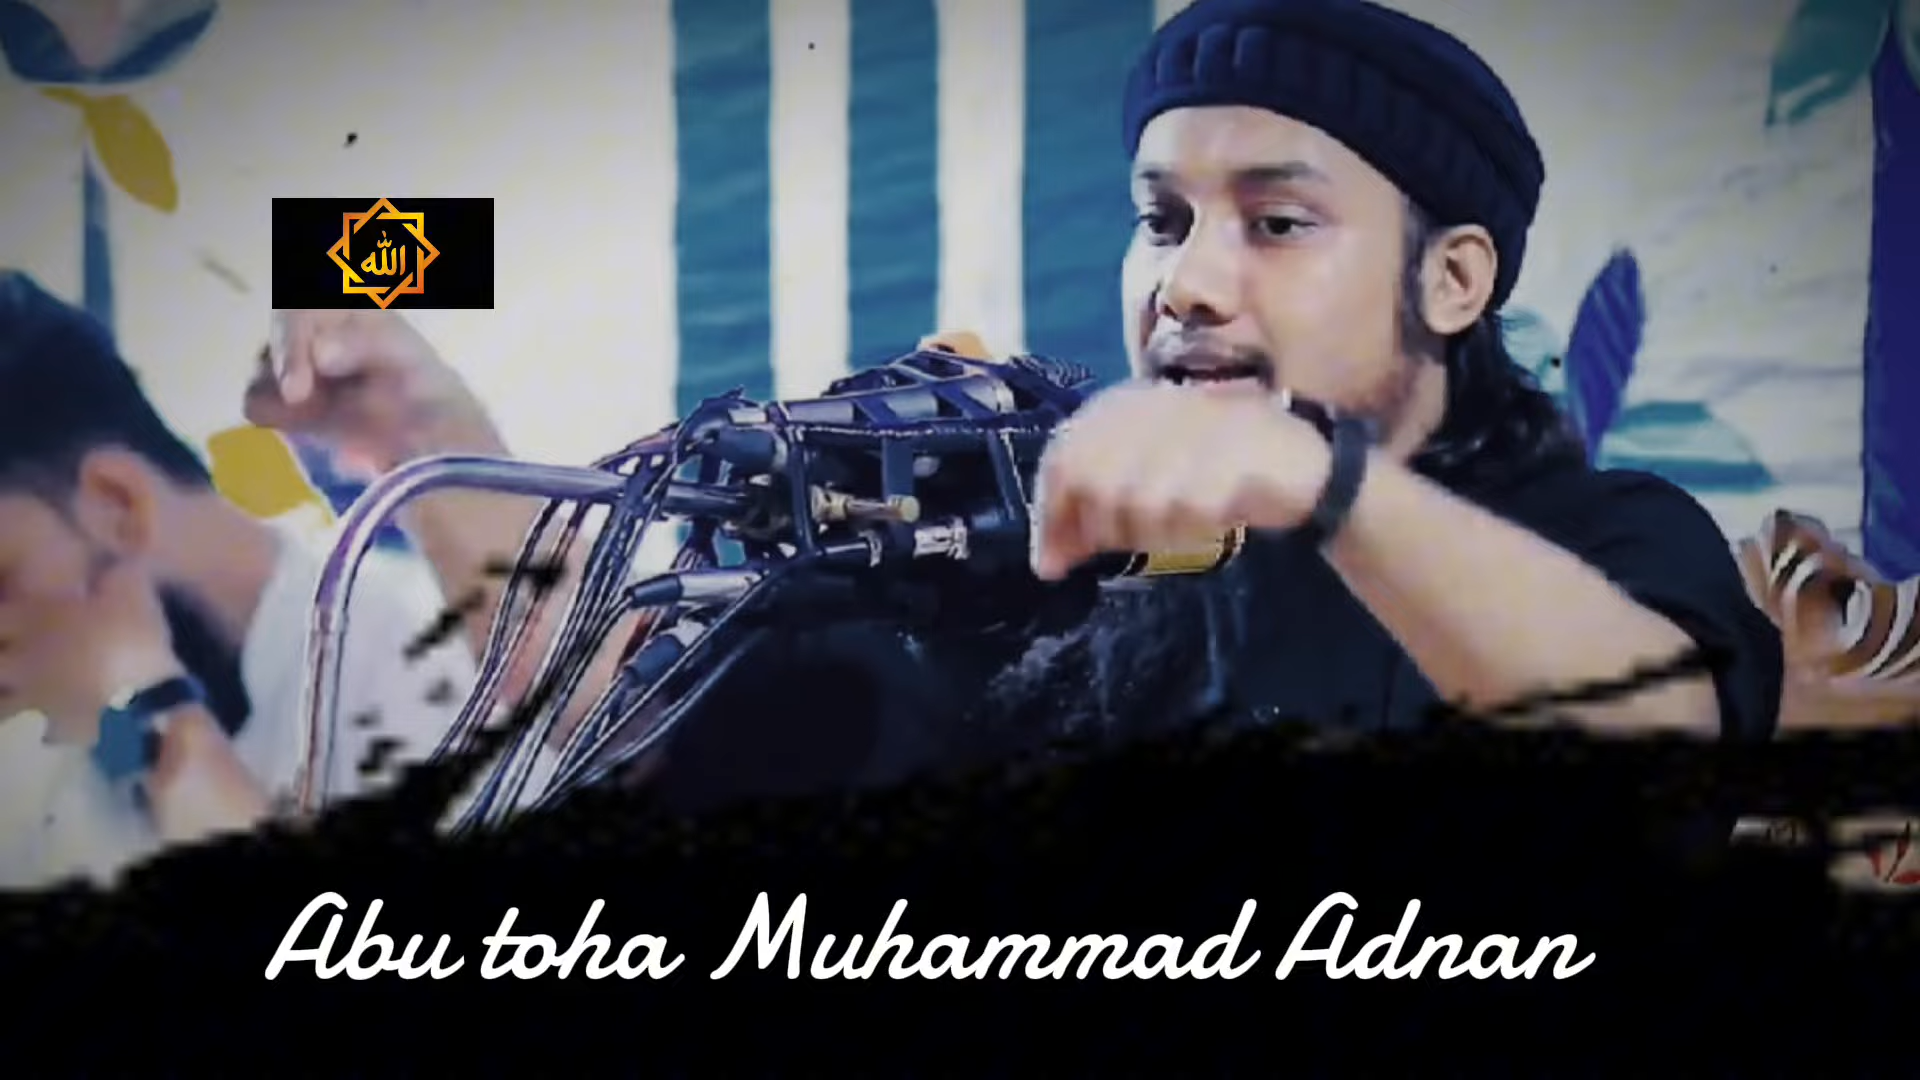 الله
Abu toha Muhammad Adnan